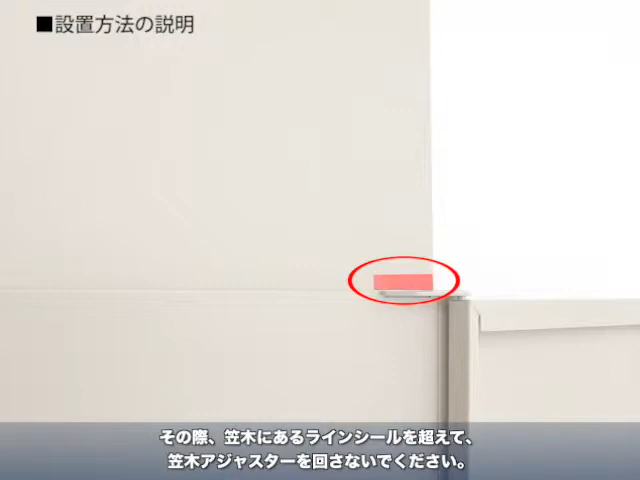 ■設置方法の説明
その際、笠木にあるラインシールを超えて、
笠木アジャスターを回さないでください。